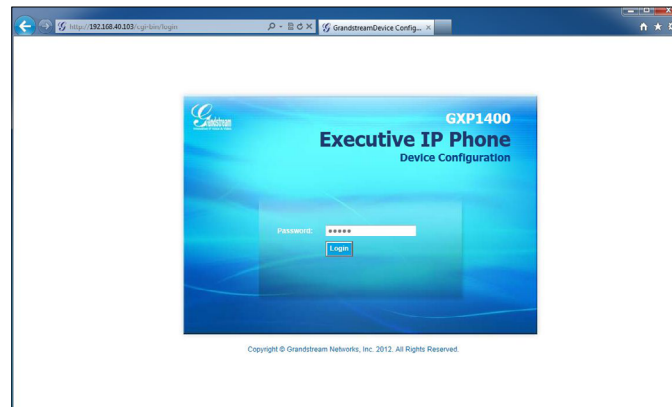 http://192.168.40.103/cgi-bin/login
GrandstreamDevice Config...
Grandstream
GXP1400
Executive IP Phone
Device Configuration
Password:
Login
Copyright © Grandstream Networks, Inc. 2012. All Rights Reserved.